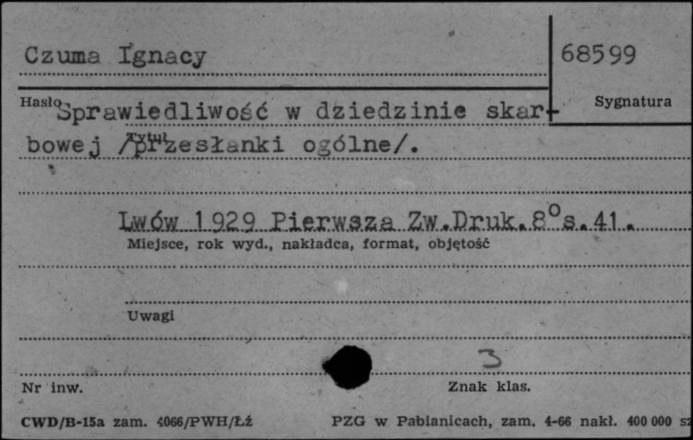 Czuma Ignacy
68599
Hasło
Sygnatura
Sprawiedliwość w dziedzinie skar-
Tytuł
bowej /przesłanki ogólne/.
Lwów 1929 Pierwsza Zw.Druk.8° s.41.
Miejsce, rok wyd., nakładca, format, objętość
Uwagi
3
Nr inw.
Znak klas.
CWD/B-15a zam. 4066/PWH/Łź
PZG w Pabianicach, zam. 4-66 nakł. 400 000 sz